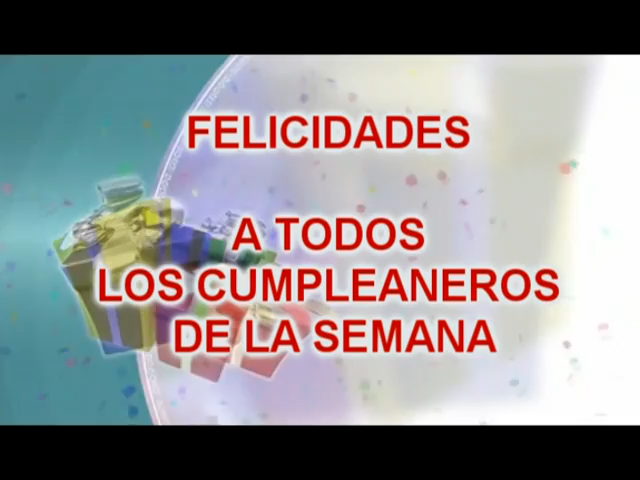 FELICIDADES
A TODOS
LOS CUMPLEANEROS
DE LA SEMANA